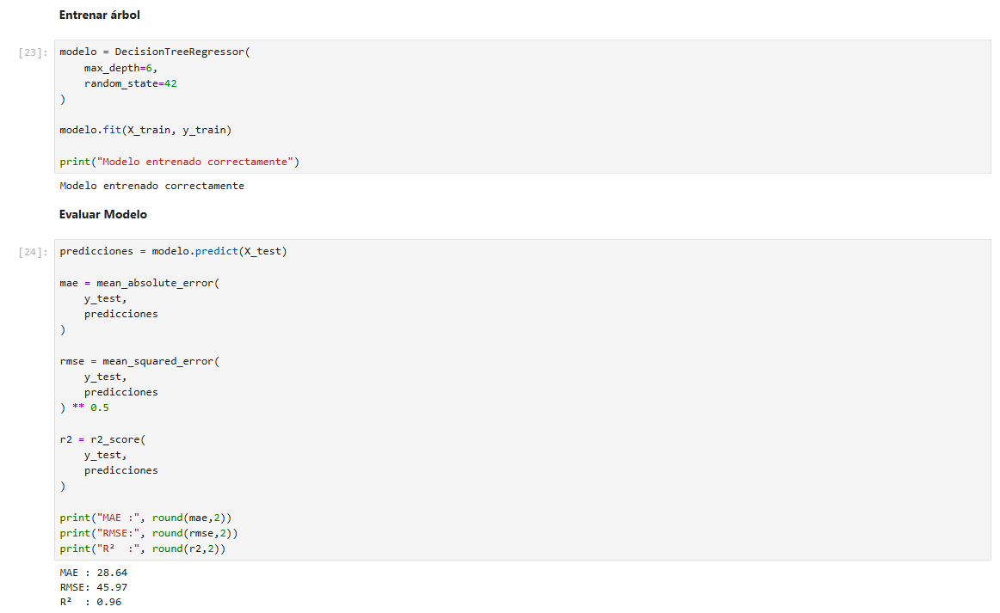 Entrenar árbol
[23]:
modelo = DecisionTreeRegressor(
    max_depth=6,
    random_state=42
)
modelo.fit(X_train, y_train)
print("Modelo entrenado correctamente")
Modelo entrenado correctamente
Evaluar Modelo
[24]:
predicciones = modelo.predict(X_test)
mae = mean_absolute_error(
    y_test,
    predicciones
)
rmse = mean_squared_error(
    y_test,
    predicciones
) ** 0.5
r2 = r2_score(
    y_test,
    predicciones
)
print("MAE :", round(mae,2))
print("RMSE:", round(rmse,2))
print("R²  :", round(r2,2))
MAE : 28.64
RMSE: 45.97
R²  : 0.96